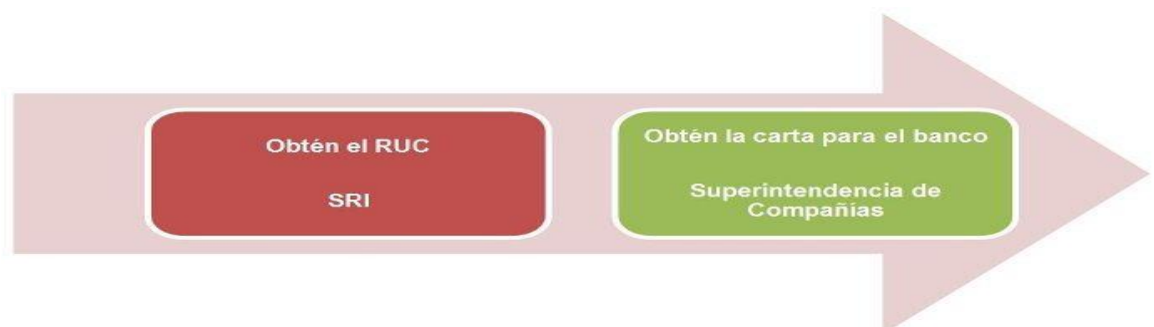 Obtén el RUC
SRI
Obtén la carta para el banco
Superintendencia de
Compañías